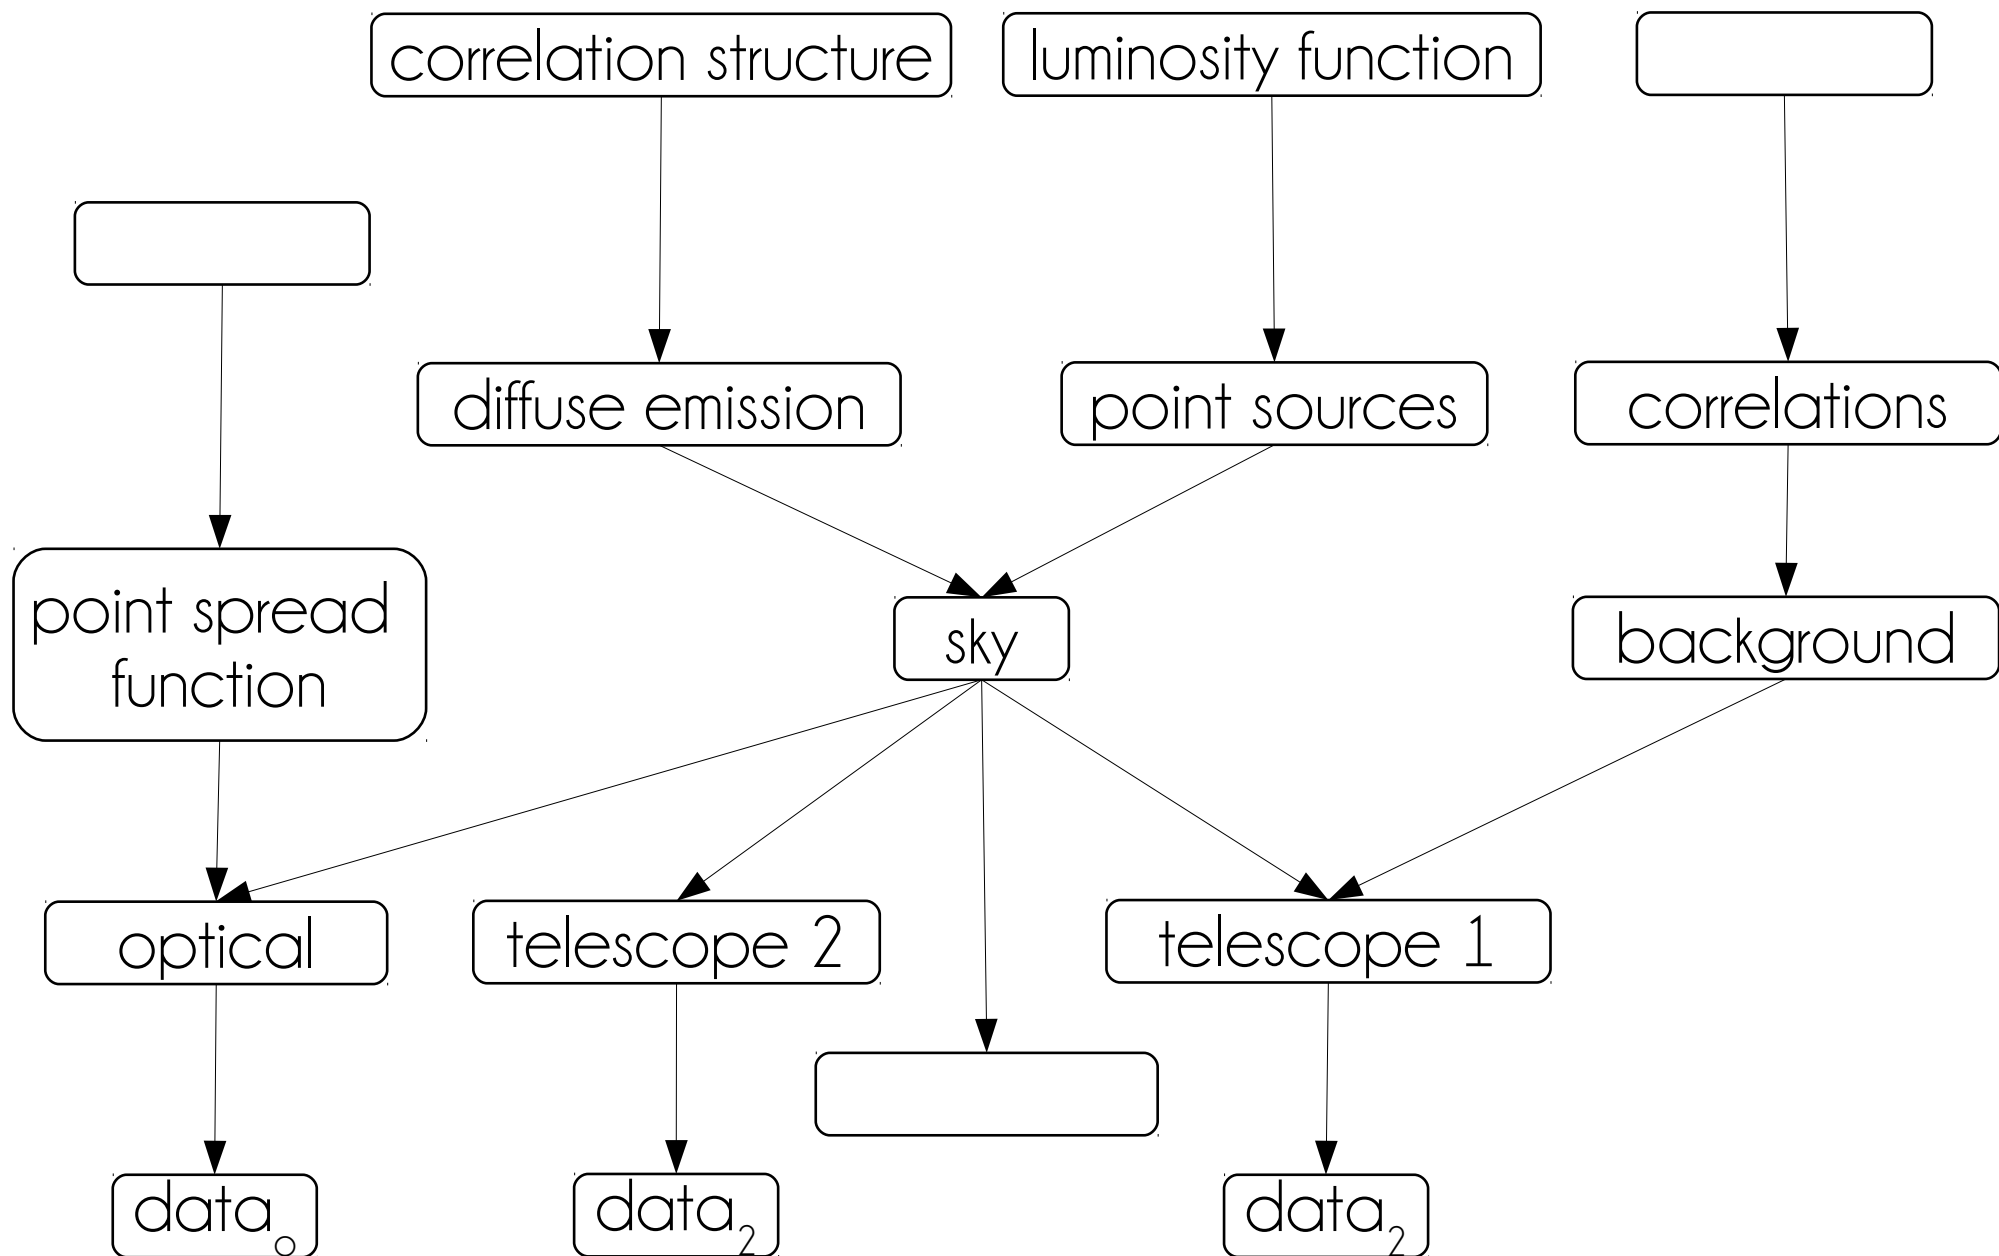 correlation structure
luminosity function
diffuse emission
point sources
correlations
point spread
function
sky
background
optical
telescope 2
telescope 1
data₀
data₂
data₂